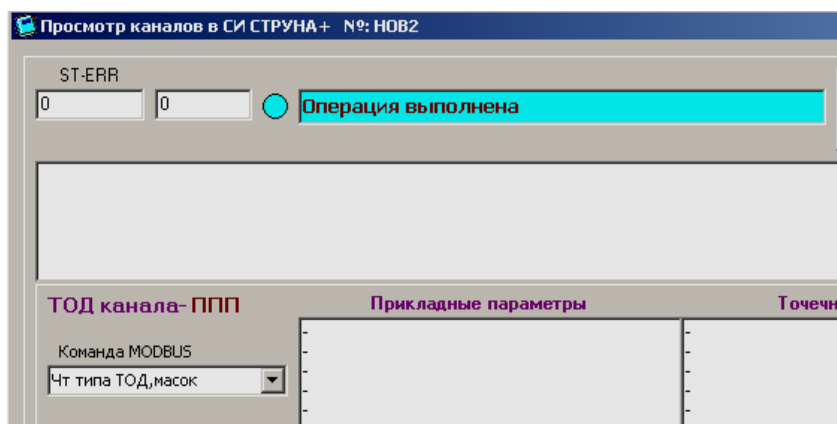 Просмотр каналов в СИ СТРУНА+ №: НОВ2
ST-ERR
0 0 Операция выполнена
ТОД канала-ППП Прикладные параметры Точечн
Команда MODBUS
Чт типа ТОД,масок
- -
- -
- -
- -
- -